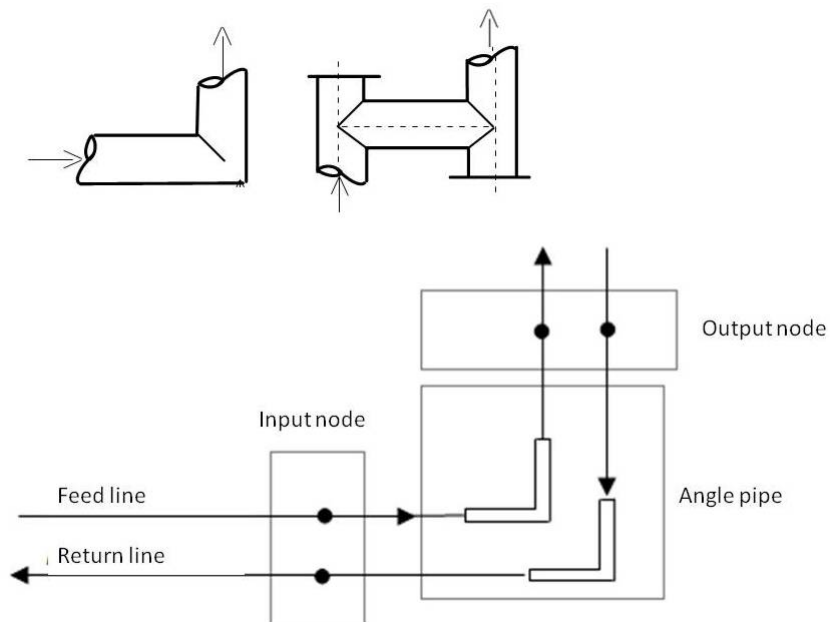 Output node
Input node
Feed line
Angle pipe
Return line